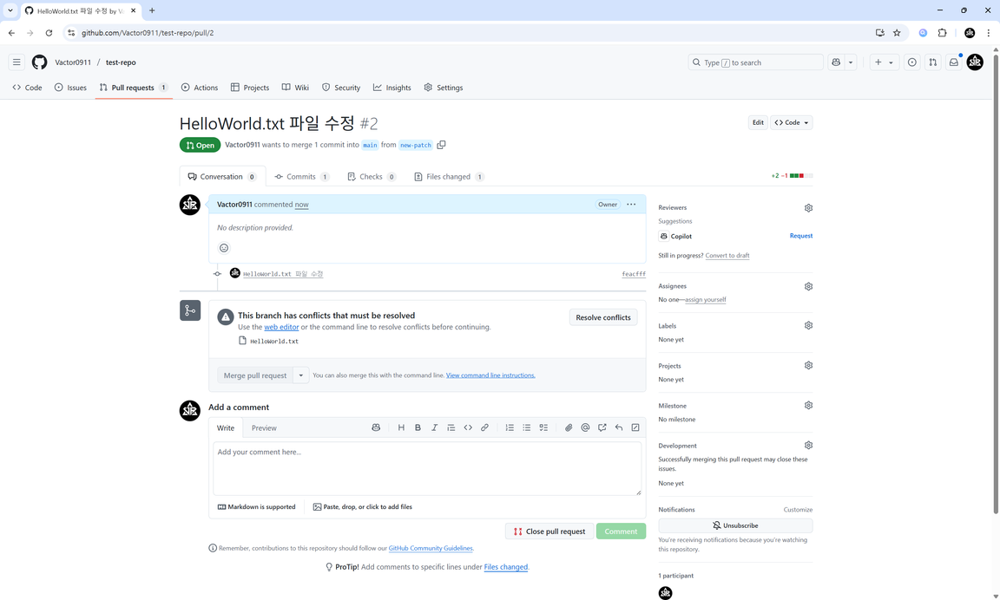 HelloWorld.txt 파일 수정 by Va
github.com/Vactor0911/test-repo/pull/2
Vactor0911 / test-repo
Type / to search
Code
Issues
Pull requests 1
Actions
Projects
Wiki
Security
Insights
Settings
HelloWorld.txt 파일 수정 #2
Edit
Code
Open
Vactor0911 wants to merge 1 commit into main from new-patch
Conversation 0
Commits 1
Checks 0
Files changed 1
+2 −1
Vactor0911 commented now
Owner
No description provided.
HelloWorld.txt 파일 수정
feacfff
This branch has conflicts that must be resolved
Use the web editor or the command line to resolve conflicts before continuing.
HelloWorld.txt
Resolve conflicts
Merge pull request
You can also merge this with the command line. View command line instructions.
Add a comment
Write
Preview
Add your comment here...
Markdown is supported
Paste, drop, or click to add files
Close pull request
Comment
Remember, contributions to this repository should follow our GitHub Community Guidelines.
ProTip! Add comments to specific lines under Files changed.
Reviewers
Suggestions
Copilot
Request
Still in progress? Convert to draft
Assignees
No one—assign yourself
Labels
None yet
Projects
None yet
Milestone
No milestone
Development
Successfully merging this pull request may close these
issues.
None yet
Notifications
Customize
Unsubscribe
You're receiving notifications because you're watching
this repository.
1 participant